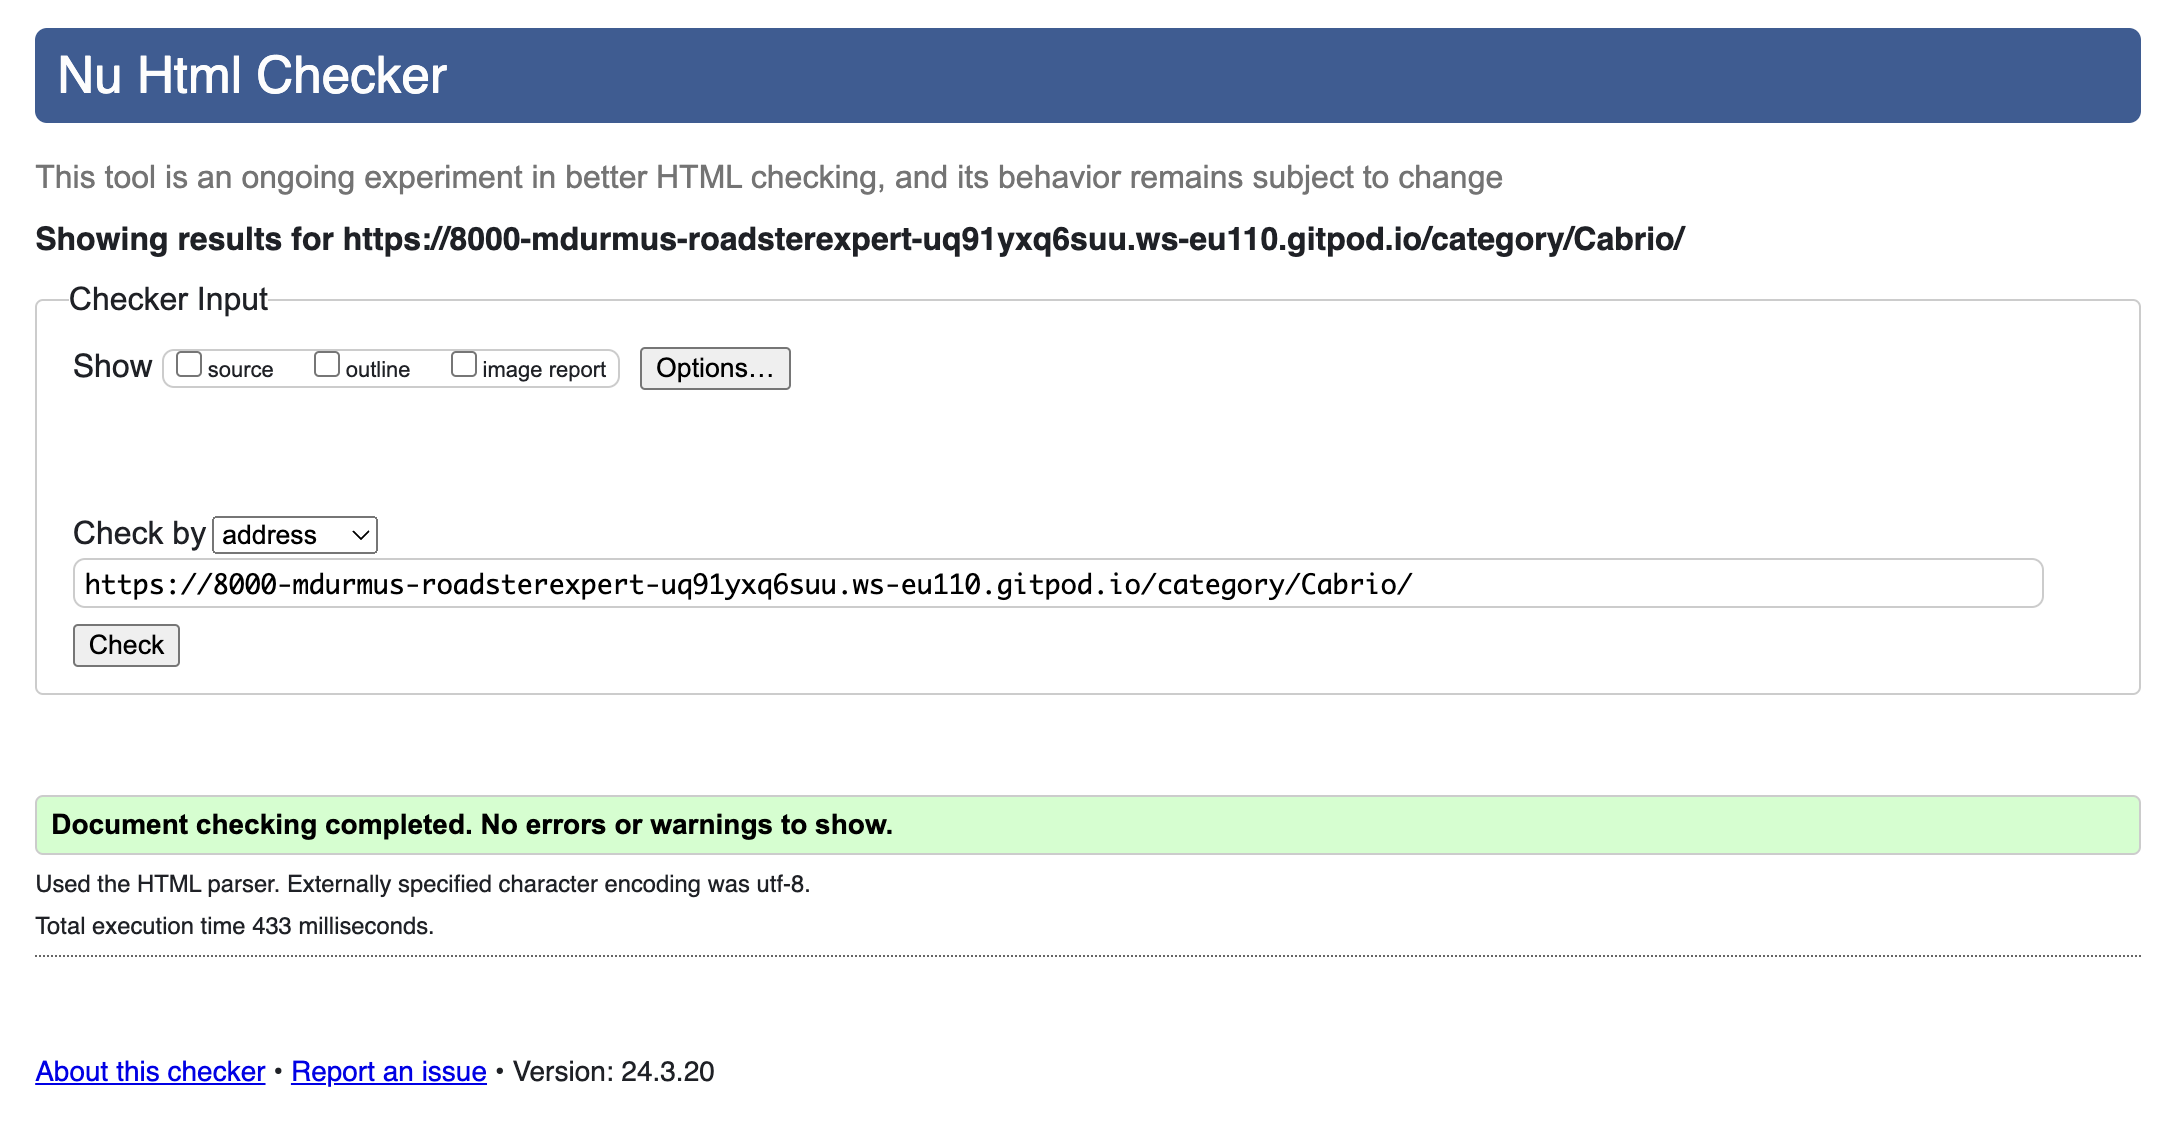 Nu Html Checker
This tool is an ongoing experiment in better HTML checking, and its behavior remains subject to change
Showing results for https://8000-mdurmus-roadsterexpert-uq91yxq6suu.ws-eu110.gitpod.io/category/Cabrio/
Checker Input
Show source outline image report Options...
Check by address
https://8000-mdurmus-roadsterexpert-uq91yxq6suu.ws-eu110.gitpod.io/category/Cabrio/
Check
Document checking completed. No errors or warnings to show.
Used the HTML parser. Externally specified character encoding was utf-8.
Total execution time 433 milliseconds.
About this checker • Report an issue • Version: 24.3.20